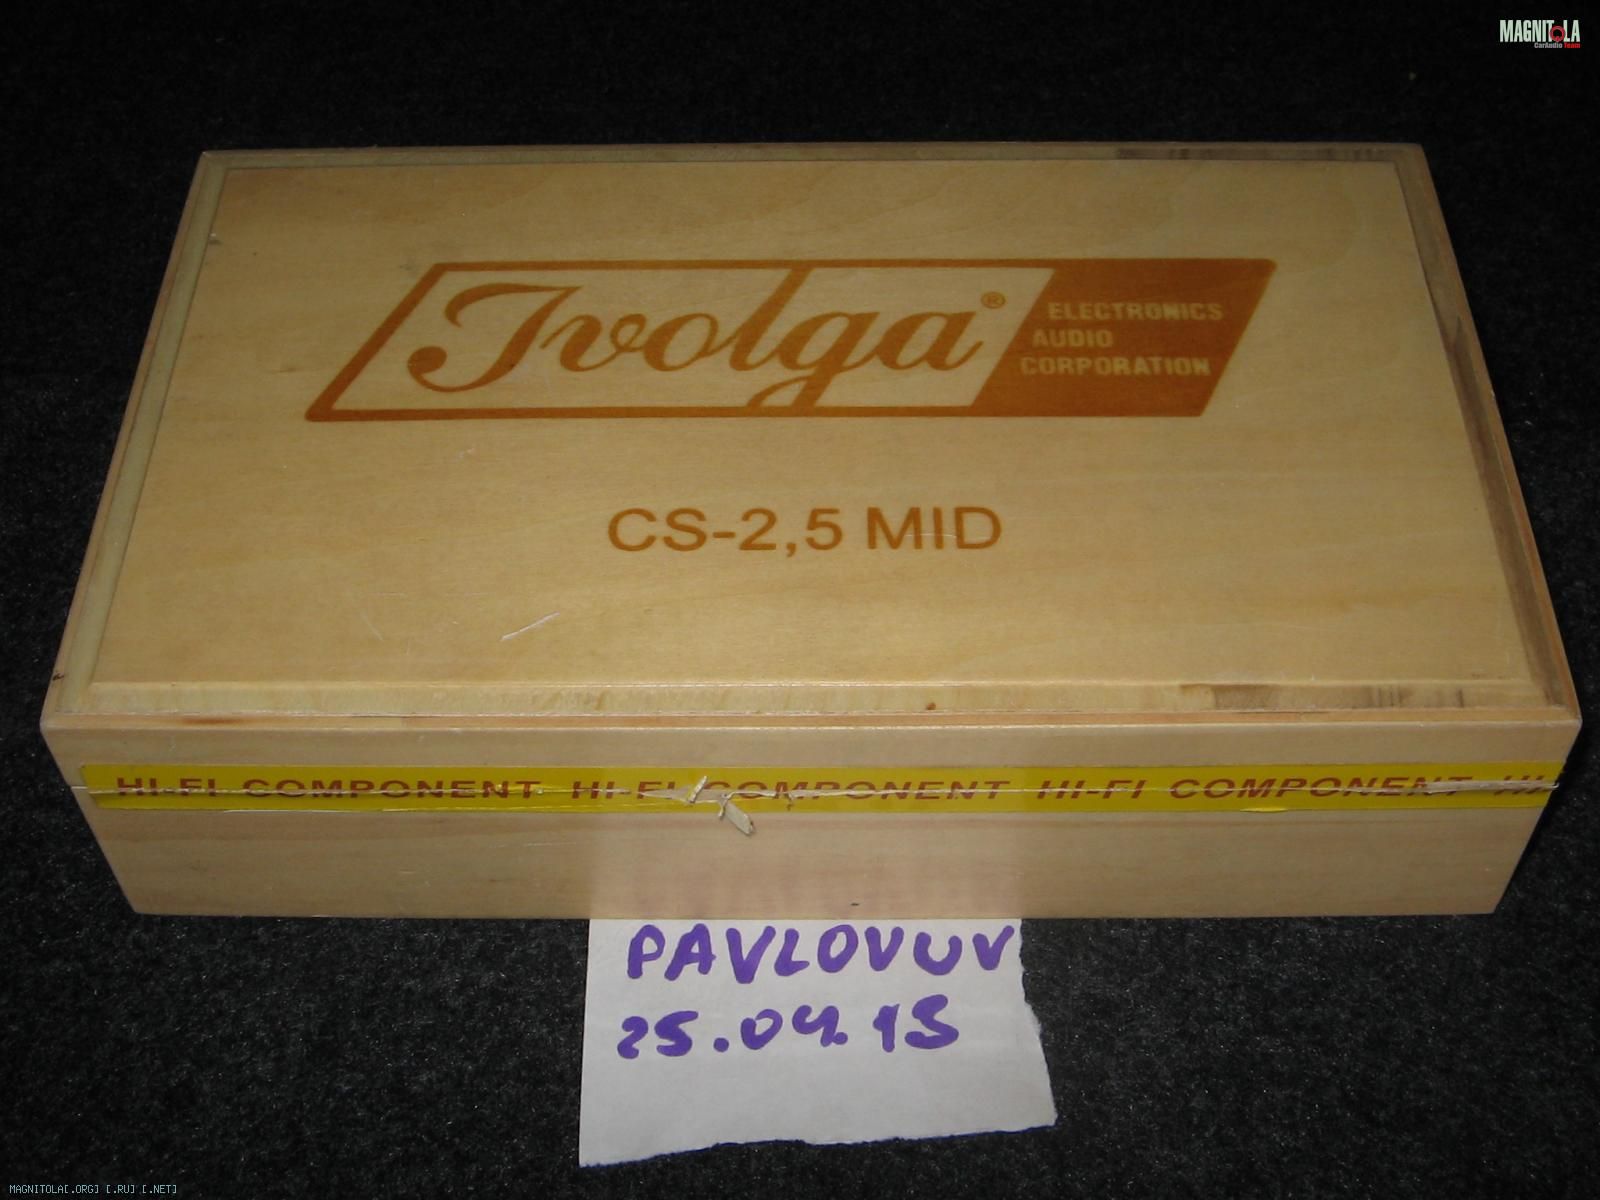 MAGNITOLA
CarAudio Team
Ivolga®
ELECTRONICS
AUDIO
CORPORATION
CS-2,5 MID
HI-FI COMPONENT HI-FI COMPONENT HI-FI COMPONENT HI
PAVLOVUV
25.04.15
MAGNITOLA[.ORG] [.RU] [.NET]